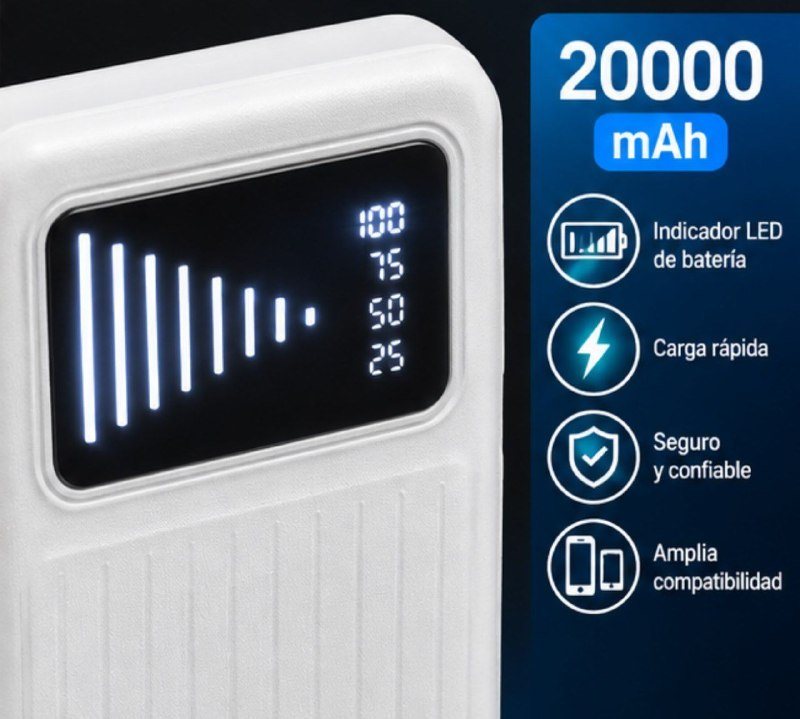 100
75
50
25
20000
mAh
Indicador LED
de batería
Carga rápida
Seguro
y confiable
Amplia
compatibilidad